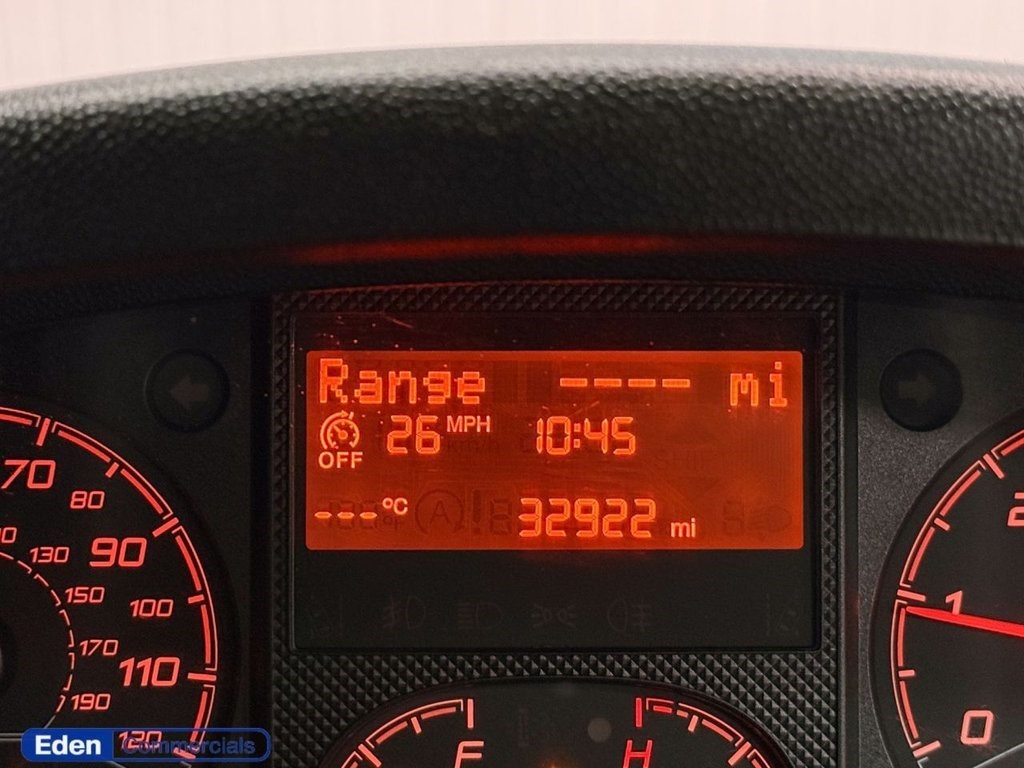 Range ---- mi
26 MPH 10:45
OFF
---°C 32922 mi
70
80
90
130
150
100
170
110
190
120
F
H
2
1
0
Eden Commercials